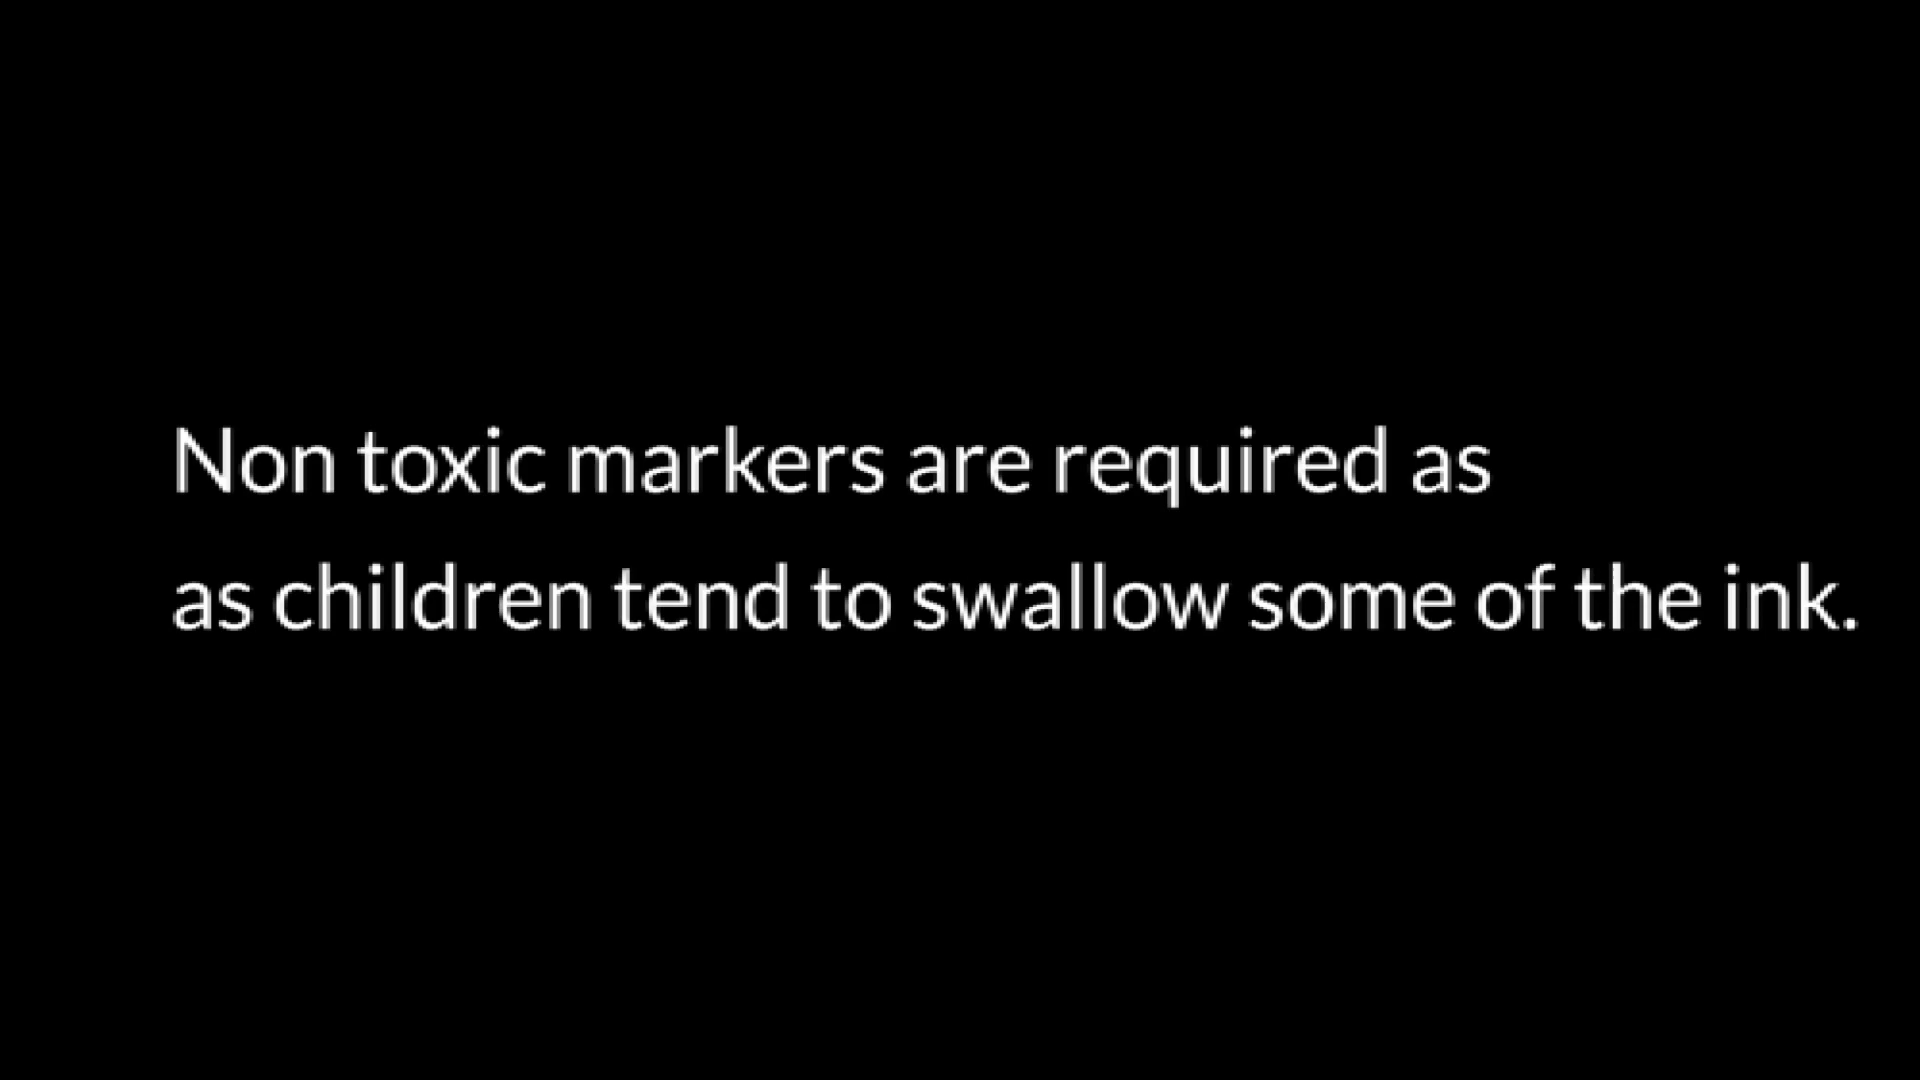 Non toxic markers are required as
as children tend to swallow some of the ink.